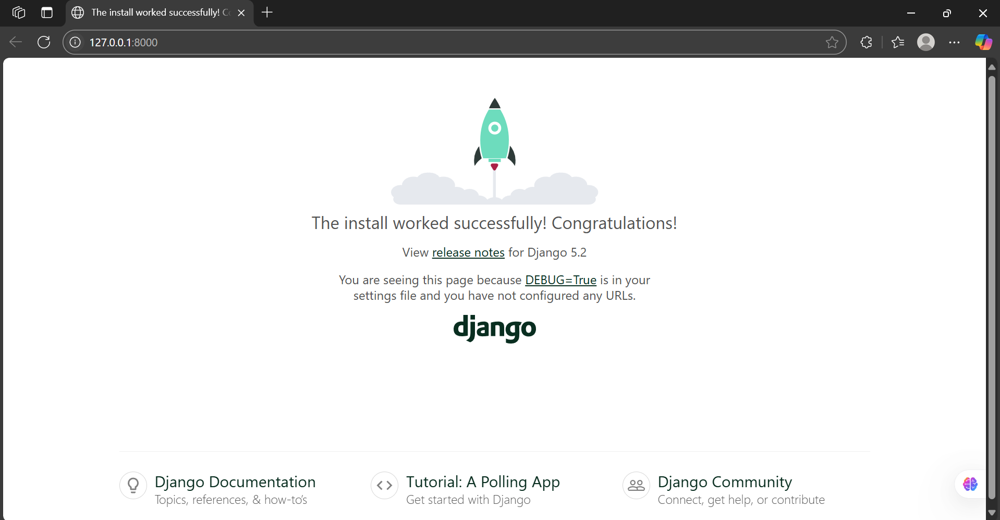 The install worked successfully!
127.0.0.1:8000
The install worked successfully! Congratulations!
View release notes for Django 5.2
You are seeing this page because DEBUG=True is in your
settings file and you have not configured any URLs.
django
Django Documentation
Topics, references, & how-to's
Tutorial: A Polling App
Get started with Django
Django Community
Connect, get help, or contribute